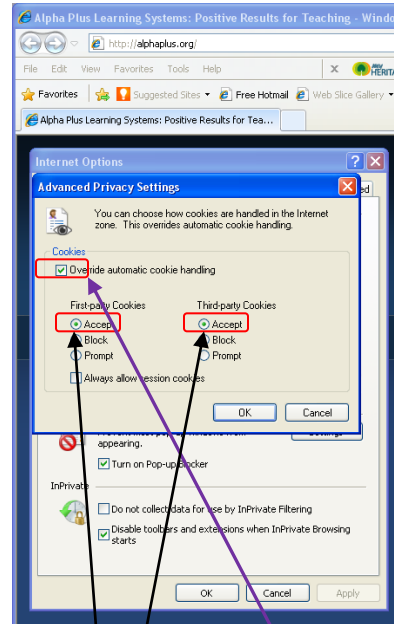 Alpha Plus Learning Systems: Positive Results for Teaching - Windo
http://alphaplus.org/
File Edit View Favorites Tools Help
X my HERITA
Favorites Suggested Sites Free Hotmail Web Slice Gallery
Alpha Plus Learning Systems: Positive Results for Tea...
Internet Options
Advanced Privacy Settings
ed
You can choose how cookies are handled in the Internet
zone. This overrides automatic cookie handling.
Cookies
Override automatic cookie handling
First-party Cookies Third-party Cookies
Accept Accept
Block Block
Prompt Prompt
Always allow session cookies
OK Cancel
appearing.
Turn on Pop-up Blocker
InPrivate
Do not collect data for use by InPrivate Filtering
Disable toolbars and extensions when InPrivate Browsing
starts
OK Cancel Apply